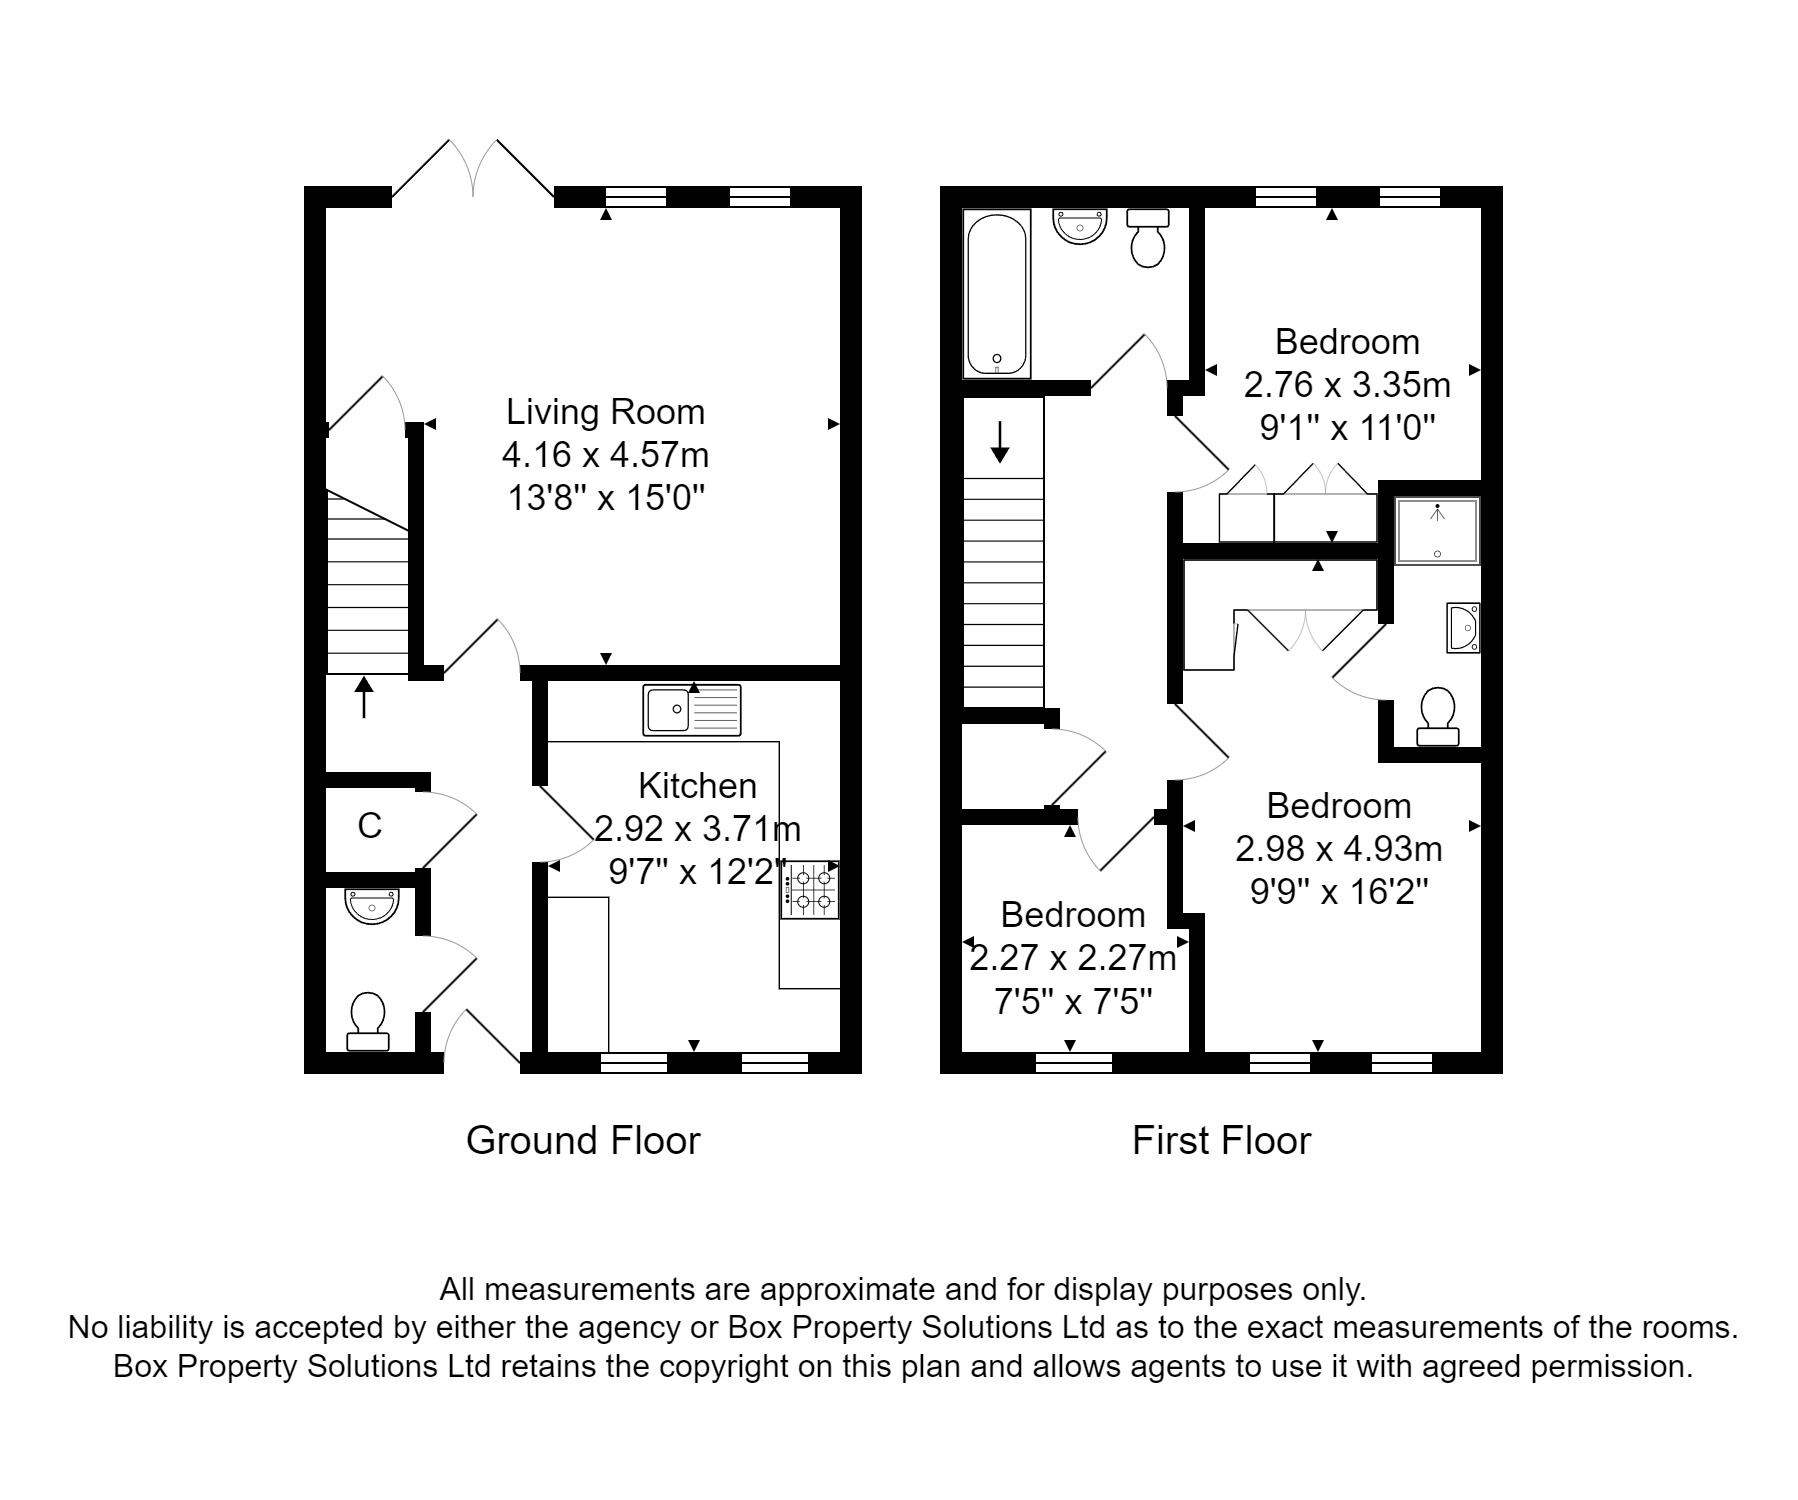 Living Room
4.16 x 4.57m
13'8" x 15'0"
C
Kitchen
2.92 x 3.71m
9'7" x 12'2"
Ground Floor
Bedroom
2.76 x 3.35m
9'1" x 11'0"
Bedroom
2.98 x 4.93m
9'9" x 16'2"
Bedroom
2.27 x 2.27m
7'5" x 7'5"
First Floor
All measurements are approximate and for display purposes only.
No liability is accepted by either the agency or Box Property Solutions Ltd as to the exact measurements of the rooms.
Box Property Solutions Ltd retains the copyright on this plan and allows agents to use it with agreed permission.